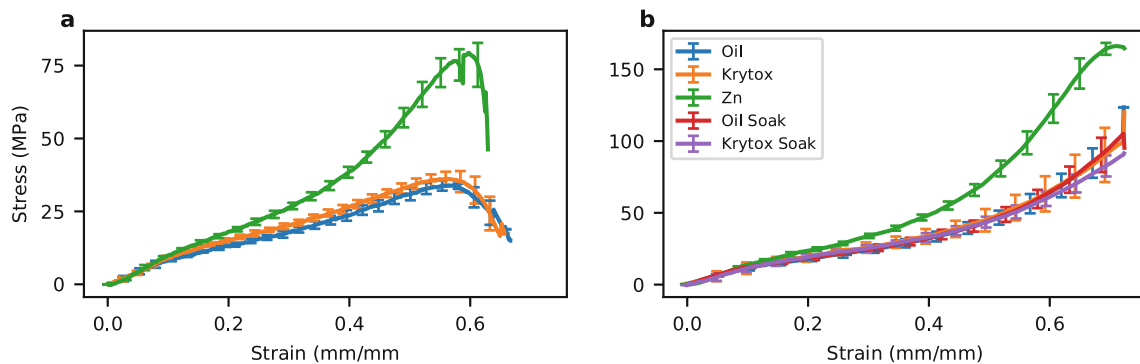 a
b
75
50
25
0
Stress (MPa)
0.0
0.2
0.4
0.6
Strain (mm/mm
150
100
50
0
Oil
Krytox
Zn
Oil Soak
Krytox Soak
0.0
0.2
0.4
0.6
Strain (mm/mm)